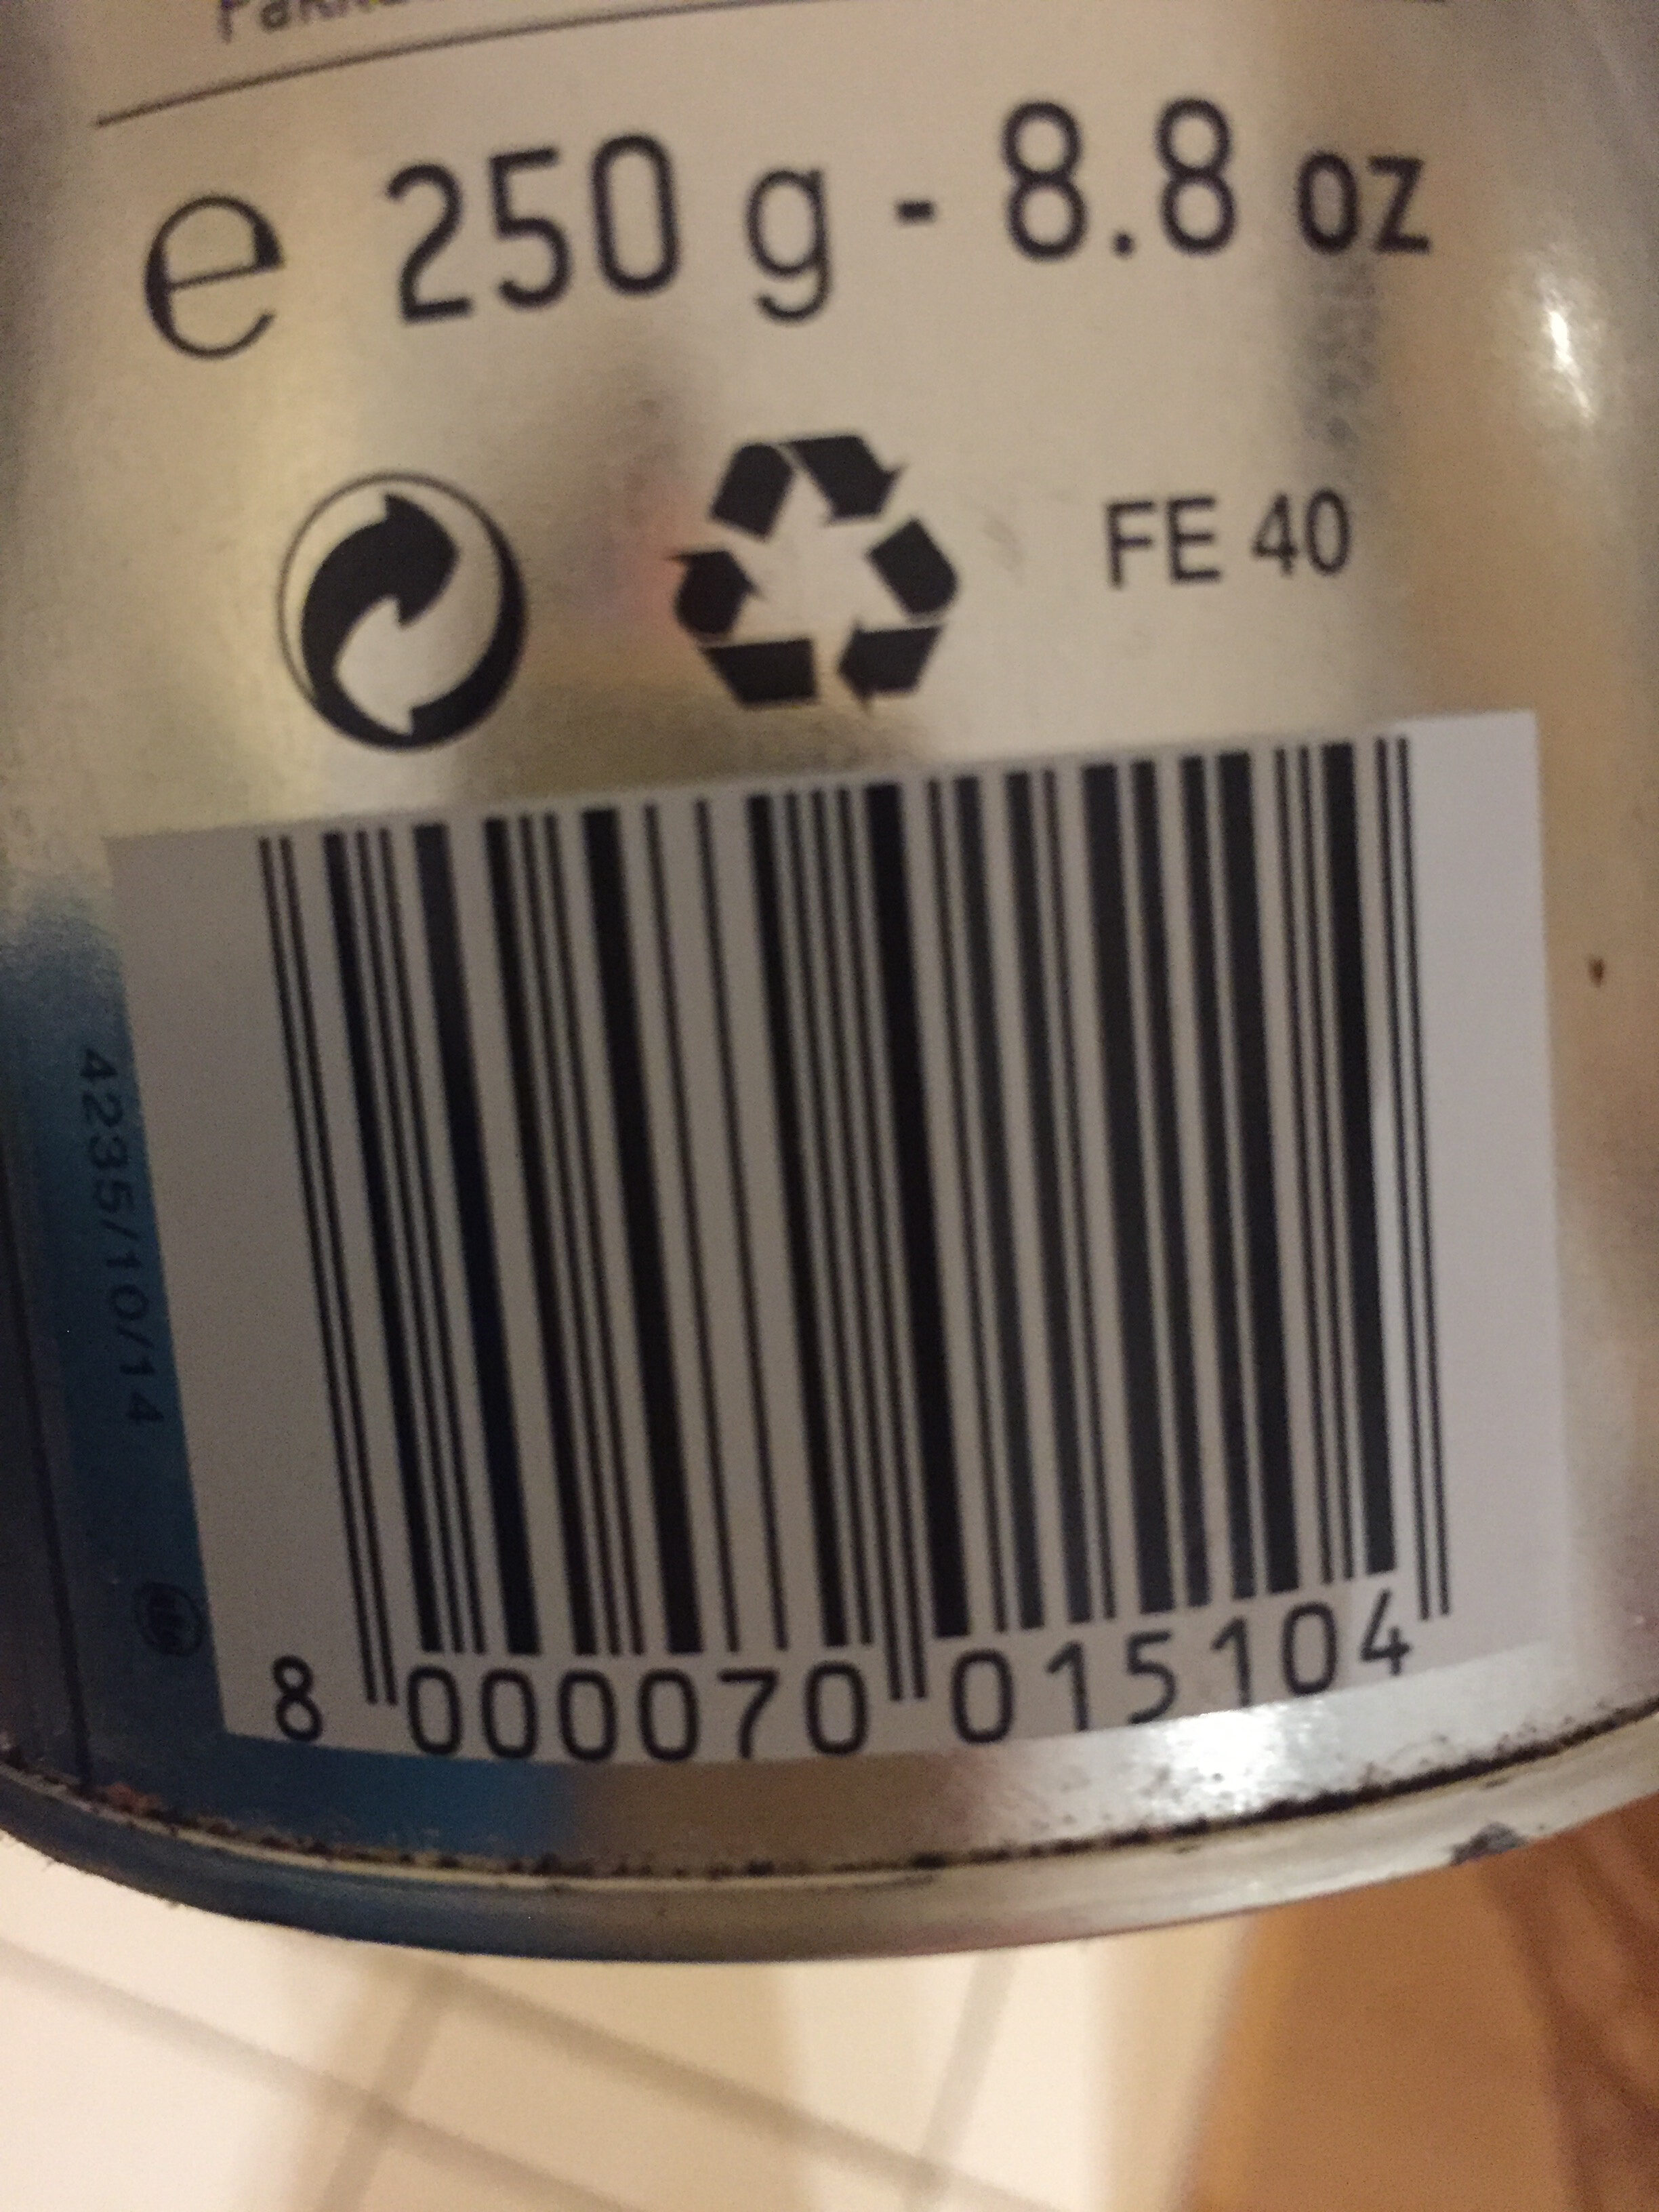 e 250 g - 8.8 oz
FE 40
4235/10/14
8 000070 015104